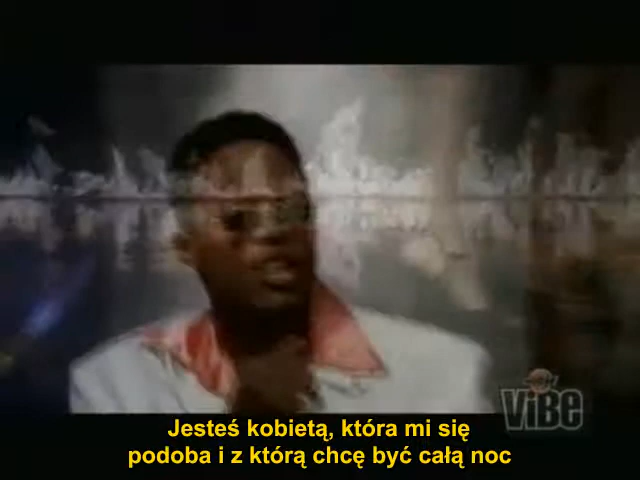 ViBE
Jesteś kobietą, która mi się
podoba i z którą chcę być całą noc